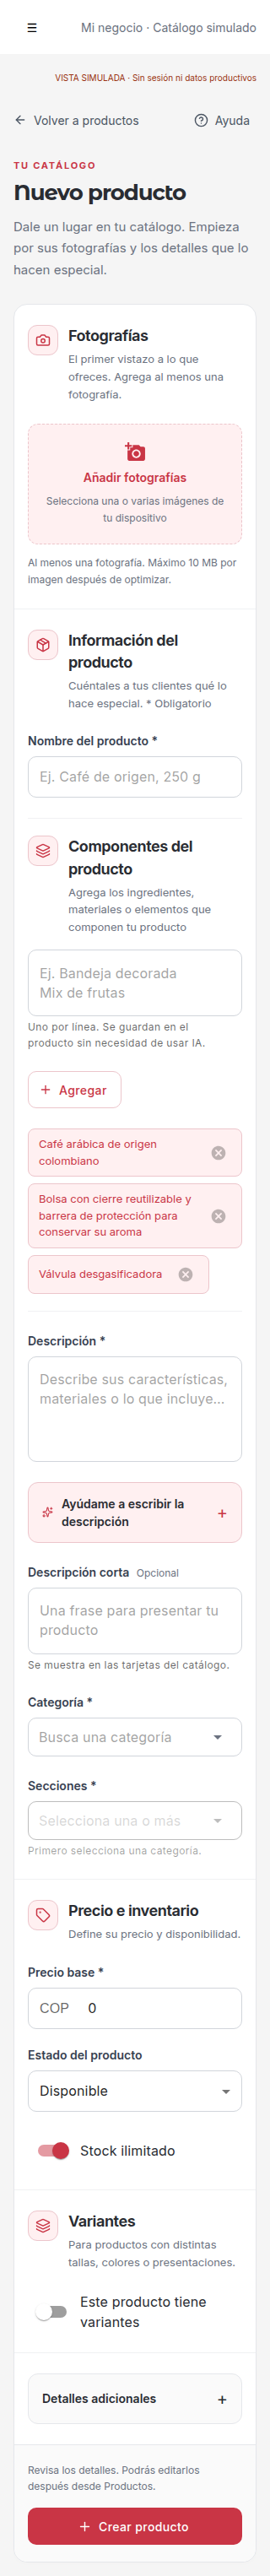 Mi negocio · Catálogo simulado
VISTA SIMULADA · Sin sesión ni datos productivos
Volver a productos
Ayuda
TU CATÁLOGO
Nuevo producto
Dale un lugar en tu catálogo. Empieza
por sus fotografías y los detalles que lo
hacen especial.
Fotografías
El primer vistazo a lo que
ofreces. Agrega al menos una
fotografía.
Añadir fotografías
Selecciona una o varias imágenes de
tu dispositivo
Al menos una fotografía. Máximo 10 MB por
imagen después de optimizar.
Información del
producto
Cuéntales a tus clientes qué lo
hace especial. * Obligatorio
Nombre del producto *
Ej. Café de origen, 250 g
Componentes del
producto
Agrega los ingredientes,
materiales o elementos que
componen tu producto
Ej. Bandeja decorada
Mix de frutas
Uno por línea. Se guardan en el
producto sin necesidad de usar IA.
+ Agregar
Café arábica de origen
colombiano
Bolsa con cierre reutilizable y
barrera de protección para
conservar su aroma
Válvula desgasificadora
Descripción *
Describe sus características,
materiales o lo que incluye...
Ayúdame a escribir la
descripción
+
Descripción corta Opcional
Una frase para presentar tu
producto
Se muestra en las tarjetas del catálogo.
Categoría *
Busca una categoría
Secciones *
Selecciona una o más
Primero selecciona una categoría.
Precio e inventario
Define su precio y disponibilidad.
Precio base *
COP 0
Estado del producto
Disponible
Stock ilimitado
Variantes
Para productos con distintas
tallas, colores o presentaciones.
Este producto tiene
variantes
Detalles adicionales +
Revisa los detalles. Podrás editarlos
después desde Productos.
+ Crear producto